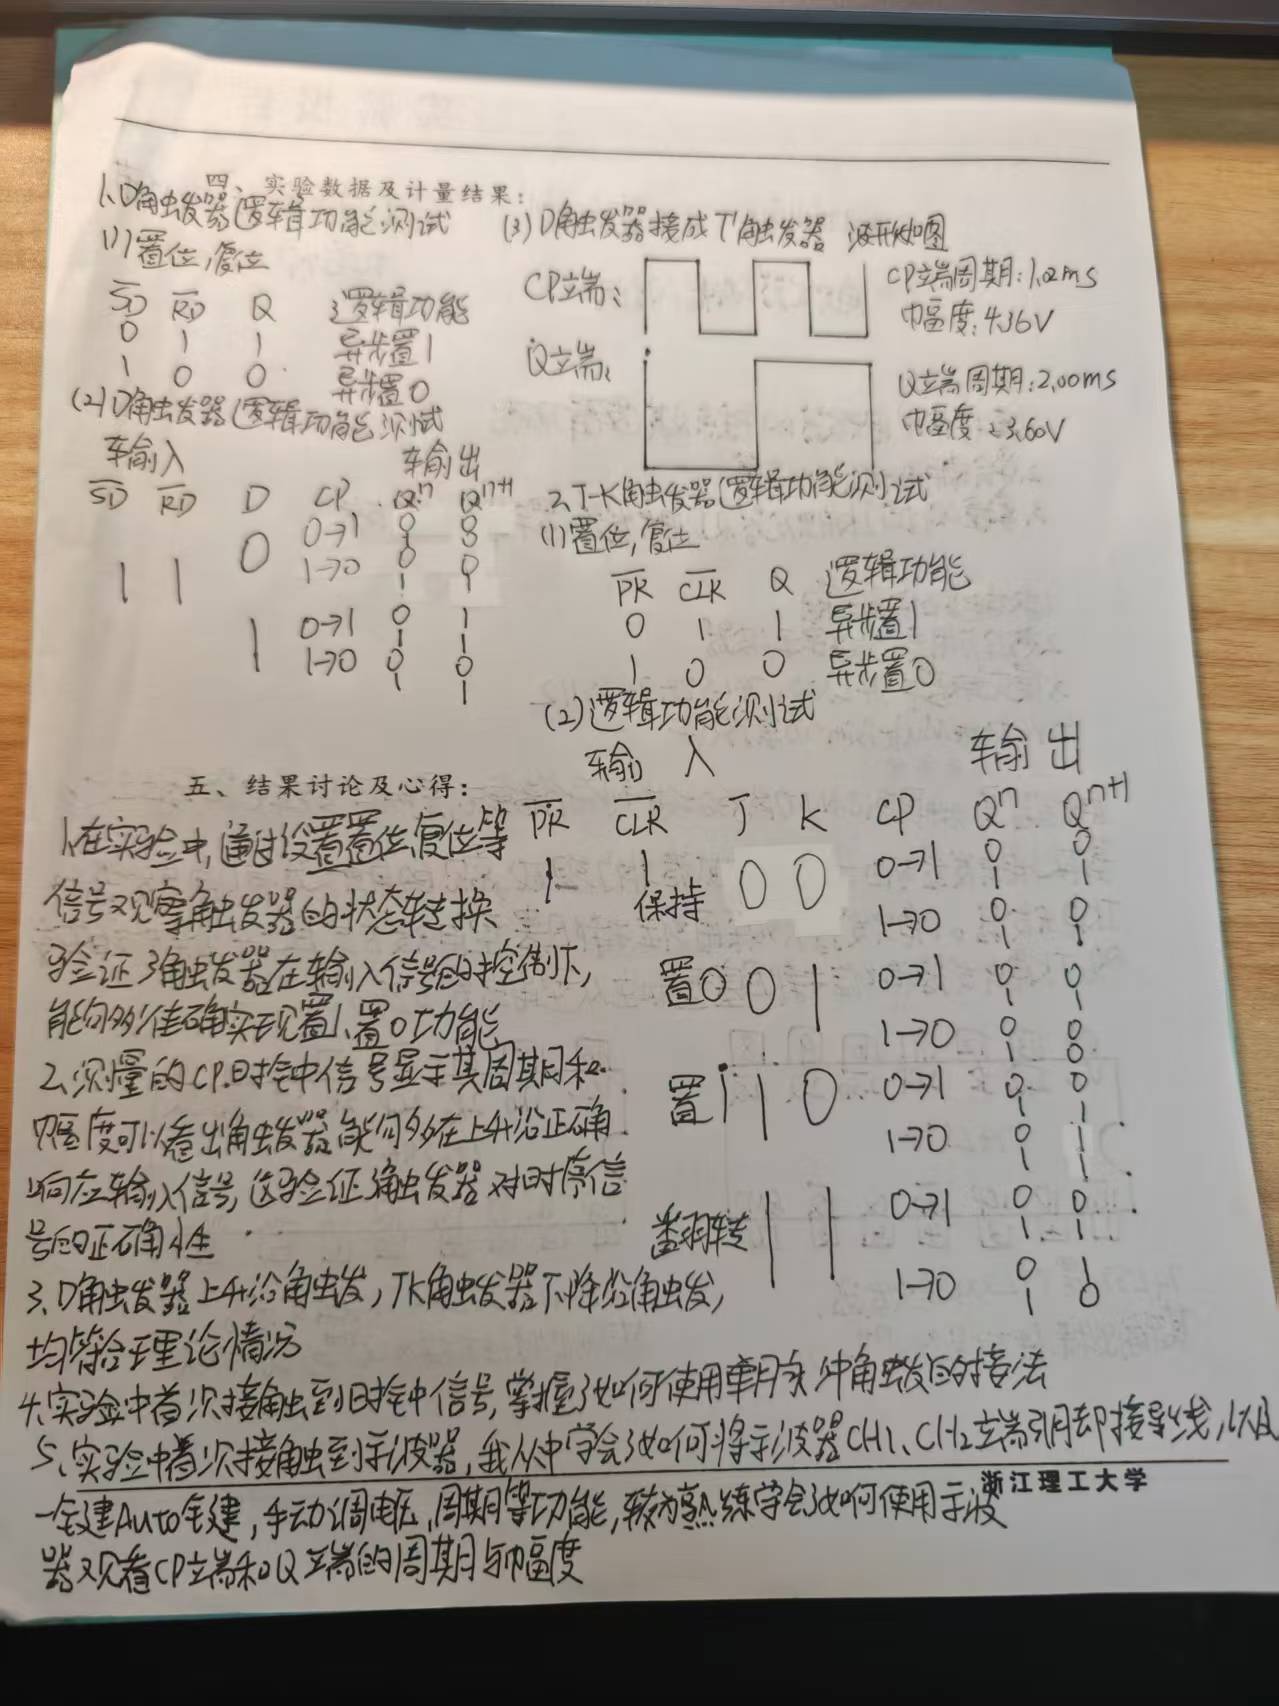 四、实验数据及计量结果：
1、D触发器逻辑功能测试
(1)置位,复位
S̅D̅ R̅D̅ Q 逻辑功能
0 1 1 异步置1
1 0 0 异步置0
(2)D触发器逻辑功能测试
输入 输出
S̅D̅ R̅D̅ D CP Qⁿ Qⁿ⁺¹
1 1 0 0→1 0 0
1→0 0 0
1 1
1 0→1 0 1
1 1
1→0 0 0
1 1
(3)D触发器接成T'触发器 波形如图
CP端:
CP端周期:1.02ms
幅度:4.36V
Q端:
Q端周期:2.00ms
幅度:3.60V
2、J-K触发器逻辑功能测试
(1)置位,复位
P̅R̅ C̅L̅R̅ Q 逻辑功能
0 1 1 异步置1
1 0 0 异步置0
(2)逻辑功能测试
输入 输出
P̅R̅ C̅L̅R̅ J K CP Qⁿ Qⁿ⁺¹
1 1 保持 0 0 0→1 0 0
1 1
1→0 0 0
1 1
置0 0 1 0→1 0 0
1 1
1→0 0 0
1 0
置1 1 0 0→1 0 0
1 1
1→0 0 1
1 1
翻转 1 1 0→1 0 0
1 1
1→0 0 1
1 0
五、结果讨论及心得：
1、在实验中,通过设置置位、复位等
信号观察触发器的状态转换
验证了触发器在输入信号的控制下,
能够准确实现置1、置0功能
2、测量的CP时钟信号显示其周期和
幅度可以看出触发器能够在上升沿正确
响应输入信号,这验证了触发器对时序信
号的正确性
3、D触发器上升沿触发,JK触发器下降沿触发,
均符合理论情况
4、实验中首次接触到时钟信号,掌握了如何使用单脉冲触发的接法
5、实验中首次接触到示波器,我从中学会了如何将示波器CH1、CH2端引脚接导线,以及
浙江理工大学
一键Auto键,手动调电压,周期等功能,较为熟练学会了如何使用示波
器观看CP端和Q端的周期与幅度